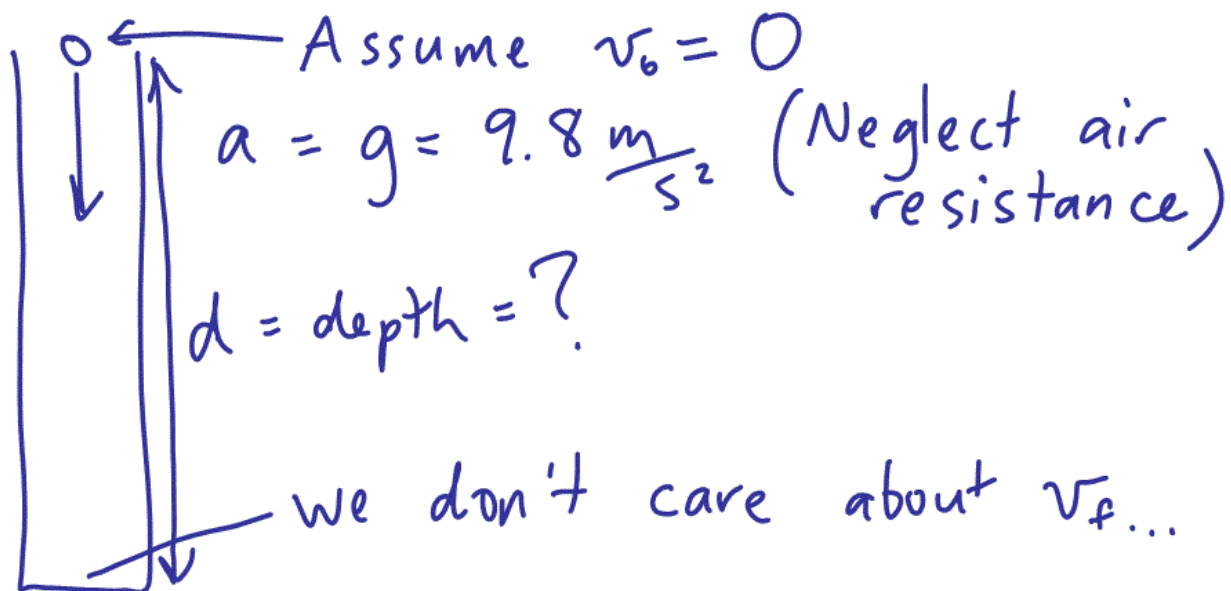 Assume v₀ = 0
a = g = 9.8 m/s² (Neglect air
resistance)
d = depth = ?
we don't care about v_f...